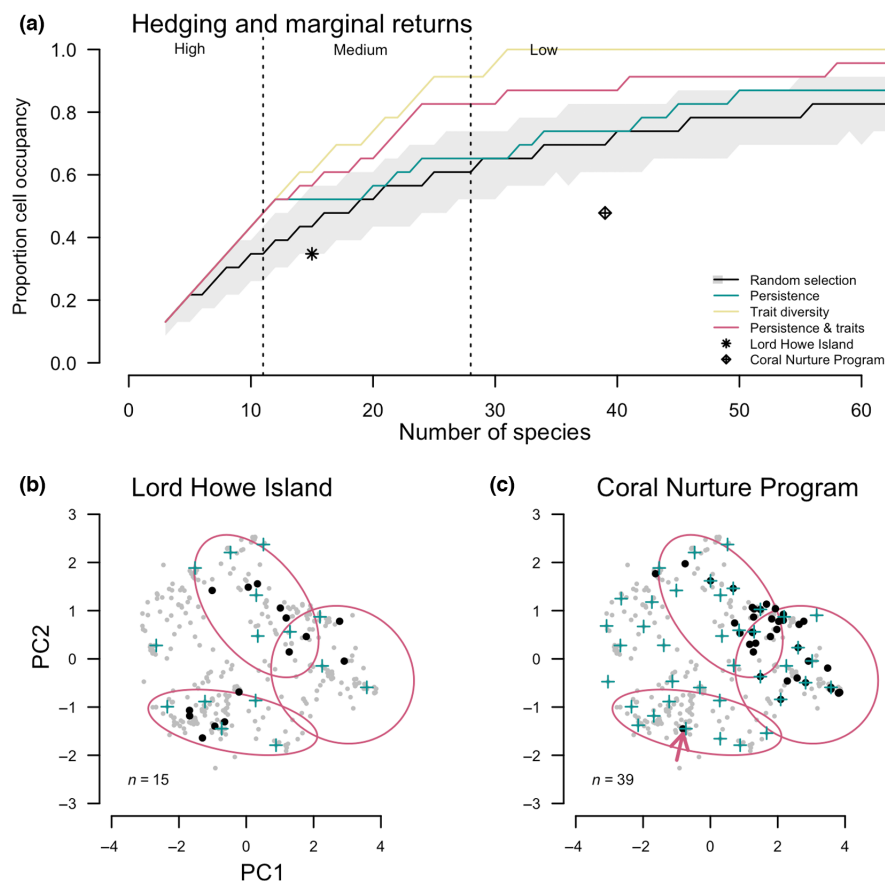 (a)
Hedging and marginal returns
High
Medium
Low
1.0
0.8
0.6
0.4
0.2
0.0
Proportion cell occupancy
Random selection
Persistence
Trait diversity
Persistence & traits
Lord Howe Island
Coral Nurture Program
0
10
20
30
40
50
60
Number of species
(b)
Lord Howe Island
3
2
1
0
−1
−2
−3
PC2
n = 15
−4
−2
0
2
4
PC1
(c)
Coral Nurture Program
3
2
1
0
−1
−2
−3
n = 39
−4
−2
0
2
4